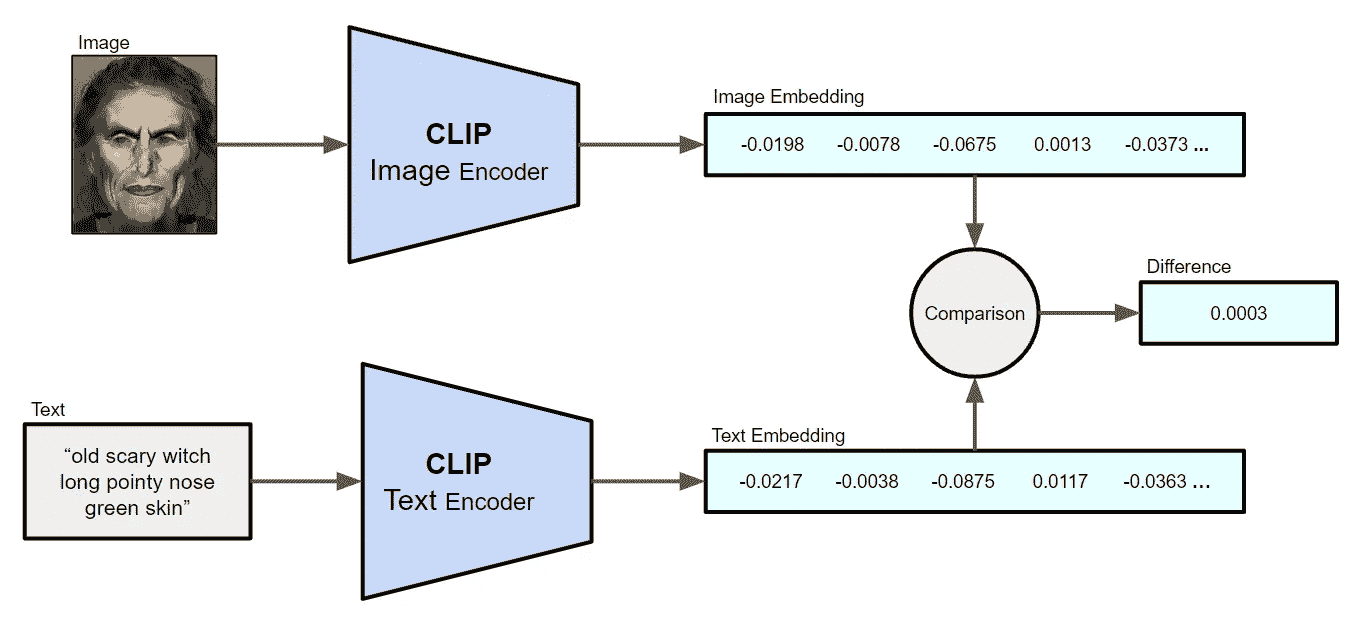 Image
CLIP
Image Encoder
Image Embedding
-0.0198 -0.0078 -0.0675 0.0013 -0.0373 ...
Comparison
Difference
0.0003
Text
“old scary witch
long pointy nose
green skin”
CLIP
Text Encoder
Text Embedding
-0.0217 -0.0038 -0.0875 0.0117 -0.0363 ...